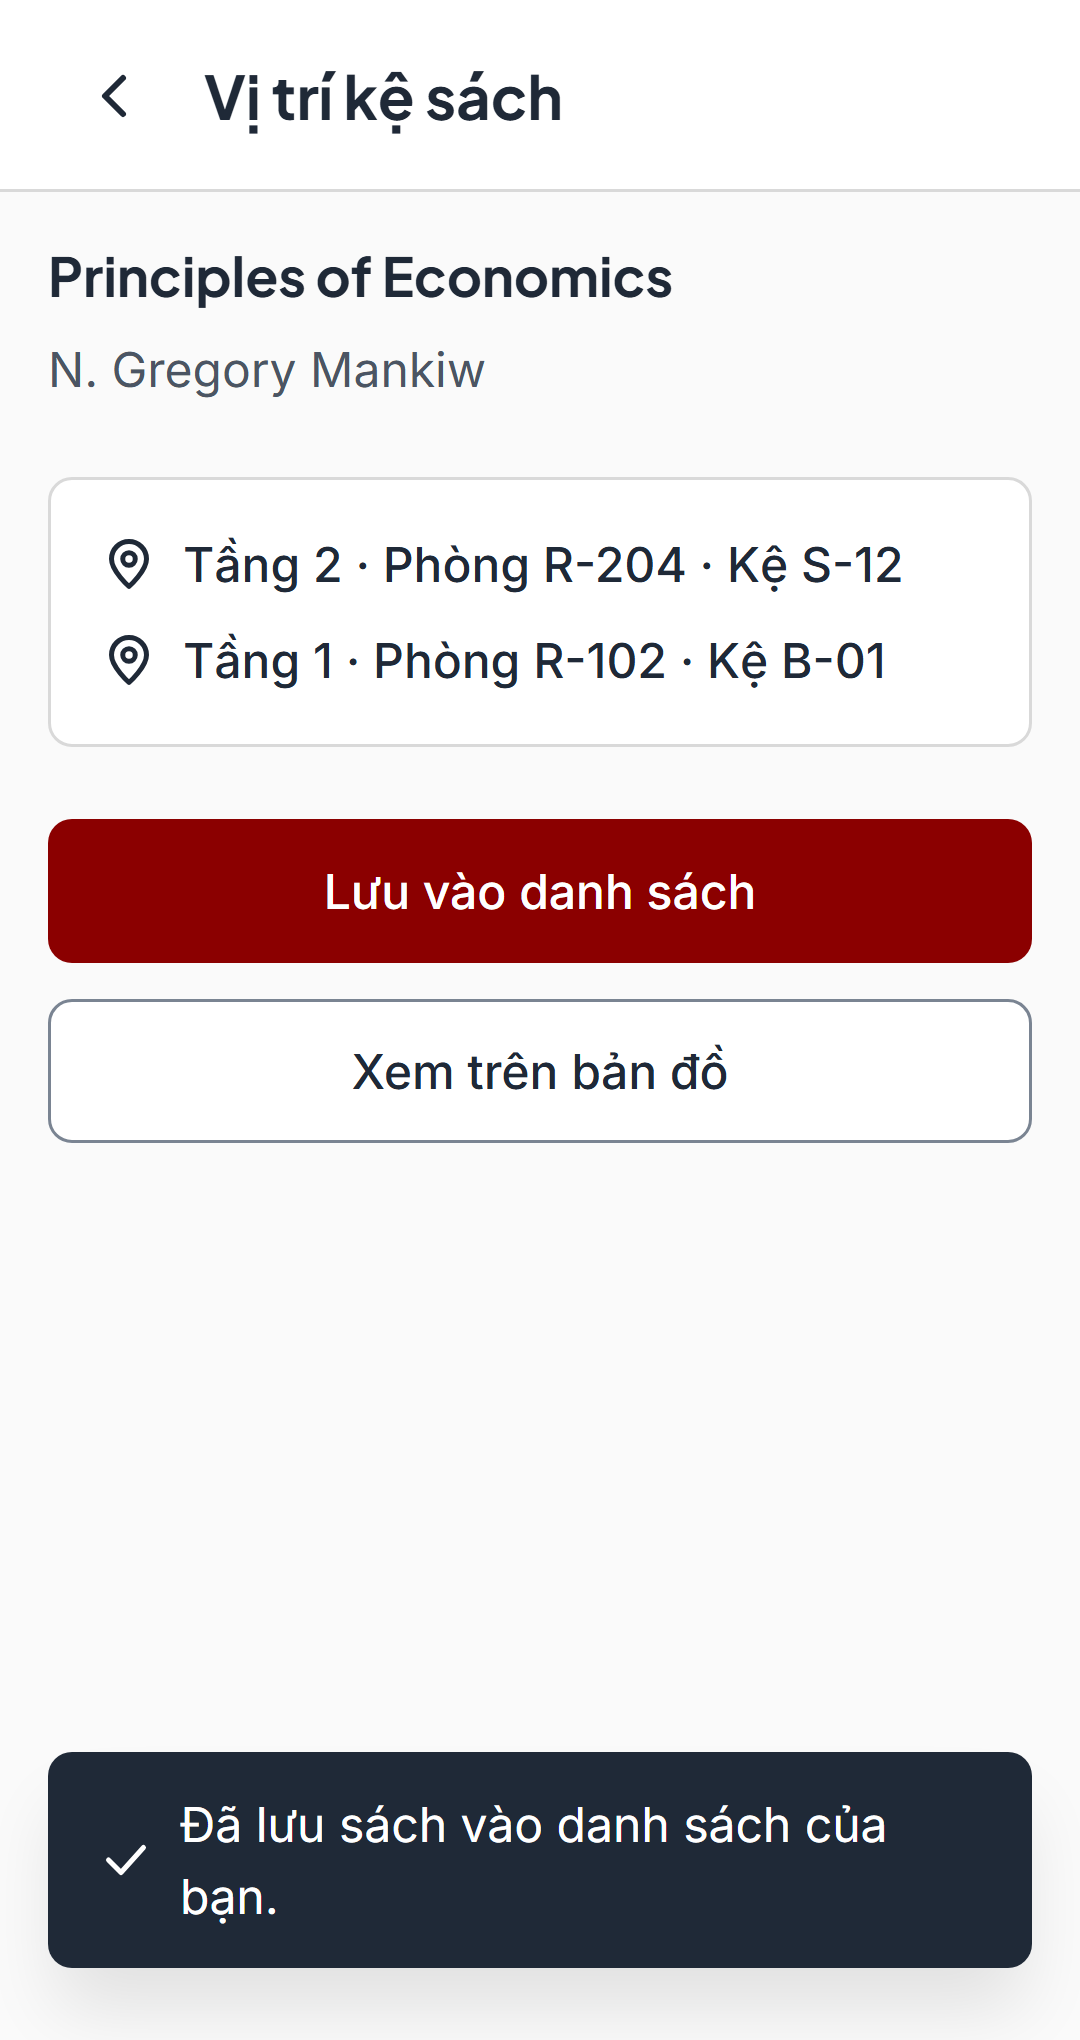 Vị trí kệ sách
Principles of Economics
N. Gregory Mankiw
Tầng 2 · Phòng R-204 · Kệ S-12
Tầng 1 · Phòng R-102 · Kệ B-01
Lưu vào danh sách
Xem trên bản đồ
Đã lưu sách vào danh sách của
bạn.